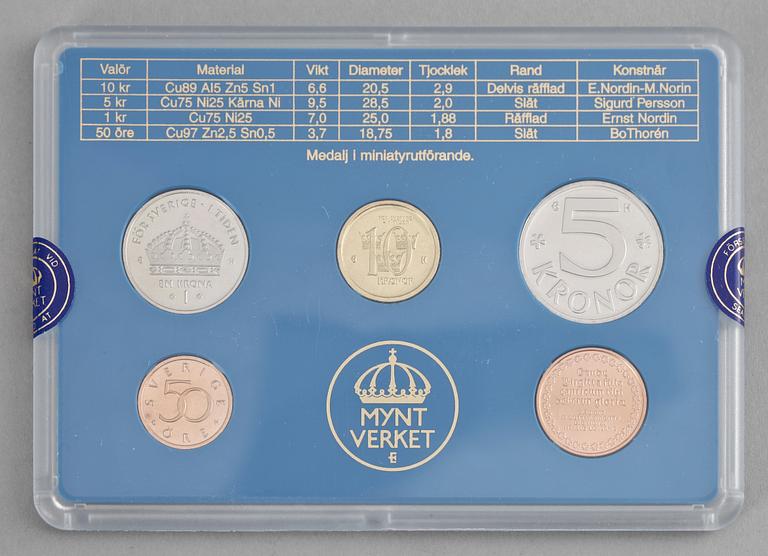 Valör Material Vikt Diameter Tjocklek Rand Konstnär
10 kr Cu89 Al5 Zn5 Sn1 6,6 20,5 2,9 Delvis räfflad E.Nordin-M.Norin
5 kr Cu75 Ni25 Kärna Ni 9,5 28,5 2,0 Slät Sigurd Persson
1 kr Cu75 Ni25 7,0 25,0 1,88 Räfflad Ernst Nordin
50 öre Cu97 Zn2,5 Sn0,5 3,7 18,75 1,8 Slät BoThorén
Medalj i miniatyrutförande.
FÖR SVERIGE · I TIDEN
EN KRONA
1
10
KRONOR
5
KRONOR
VID
VERKET
AT
FÖRS
SVERIGE
50
ÖRE
MYNT
VERKET